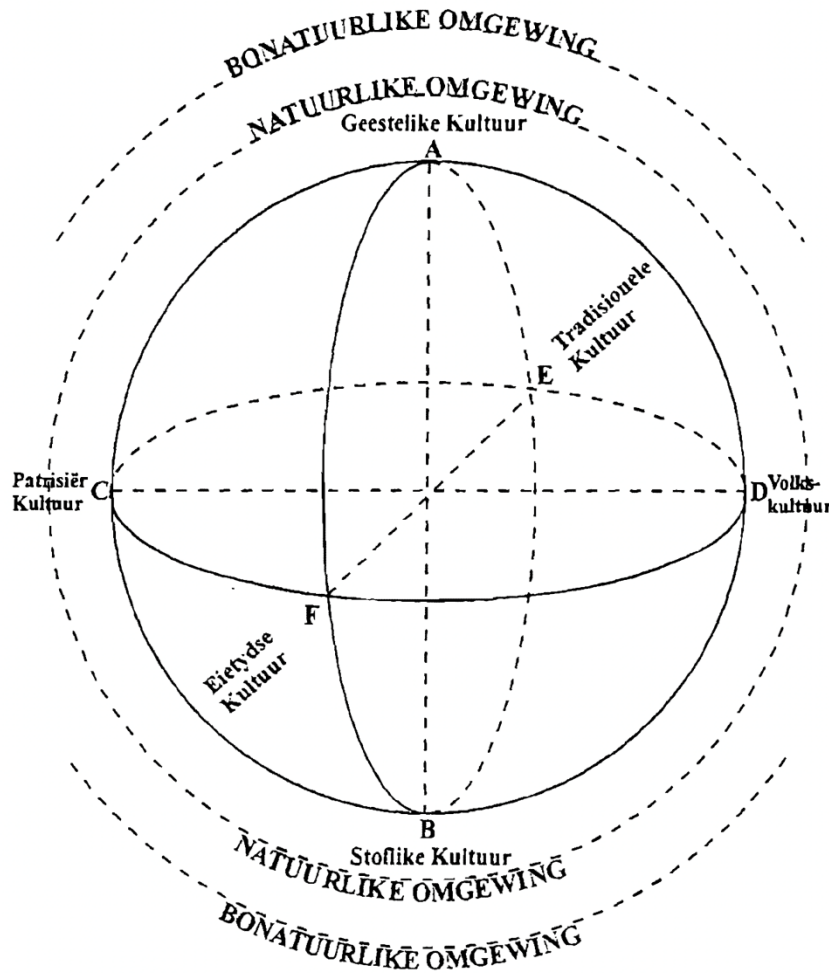 BONATUURLIKE OMGEWING
NATUURLIKE OMGEWING
Geestelike Kultuur
A
Tradisionele
Kultuur
E
Patrisiër
Kultuur
C
D
Volks-
kultuur
F
Eietydse
Kultuur
B
Stoflike Kultuur
NATUURLIKE OMGEWING
BONATUURLIKE OMGEWING